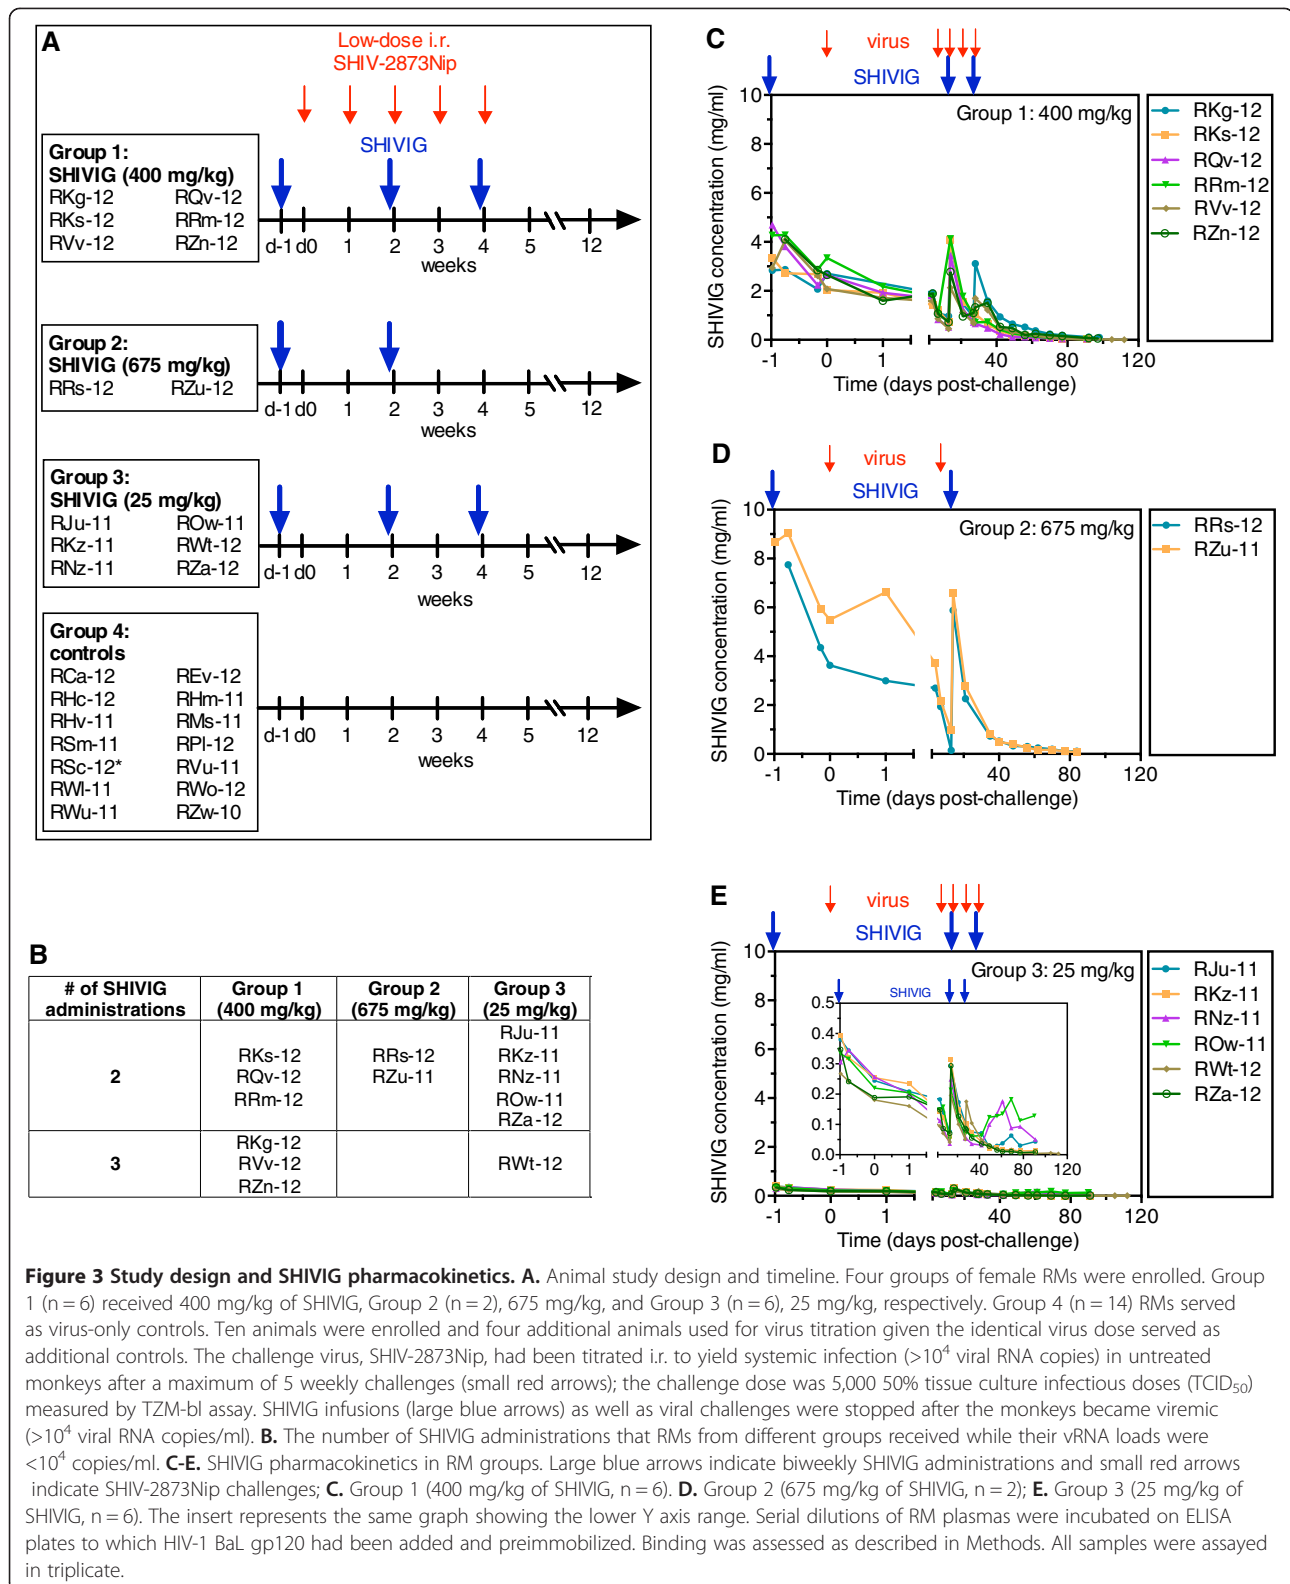 A
Low-dose i.r.
SHIV-2873Nip
SHIVIG
Group 1:
SHIVIG (400 mg/kg)
RKg-12 RQv-12
RKs-12 RRm-12
RVv-12 RZn-12
d-1 d0 1 2 3 4 5 12
weeks
Group 2:
SHIVIG (675 mg/kg)
RRs-12 RZu-12
d-1 d0 1 2 3 4 5 12
weeks
Group 3:
SHIVIG (25 mg/kg)
RJu-11 ROw-11
RKz-11 RWt-12
RNz-11 RZa-12
d-1 d0 1 2 3 4 5 12
weeks
Group 4:
controls
RCa-12 REv-12
RHc-12 RHm-11
RHv-11 RMs-11
RSm-11 RPl-12
RSc-12* RVu-11
RWl-11 RWo-12
RWu-11 RZw-10
d-1 d0 1 2 3 4 5 12
weeks
B
# of SHIVIG administrations
Group 1 (400 mg/kg)
Group 2 (675 mg/kg)
Group 3 (25 mg/kg)
2
RKs-12
RQv-12
RRm-12
RRs-12
RZu-11
RJu-11
RKz-11
RNz-11
ROw-11
RZa-12
3
RKg-12
RVv-12
RZn-12
RWt-12
C
virus
SHIVIG
Group 1: 400 mg/kg
SHIVIG concentration (mg/ml)
10
8
6
4
2
0
-1 0 1 40 80 120
Time (days post-challenge)
RKg-12
RKs-12
RQv-12
RRm-12
RVv-12
RZn-12
D
virus
SHIVIG
Group 2: 675 mg/kg
SHIVIG concentration (mg/ml)
10
8
6
4
2
0
-1 0 1 40 80 120
Time (days post-challenge)
RRs-12
RZu-11
E
virus
SHIVIG
Group 3: 25 mg/kg
SHIVIG concentration (mg/ml)
10
8
6
4
2
0
-1 0 1 40 80 120
Time (days post-challenge)
SHIVIG
0.5
0.4
0.3
0.2
0.1
0.0
-1 0 1 40 80 120
RJu-11
RKz-11
RNz-11
ROw-11
RWt-12
RZa-12
Figure 3 Study design and SHIVIG pharmacokinetics. A. Animal study design and timeline. Four groups of female RMs were enrolled. Group
1 (n = 6) received 400 mg/kg of SHIVIG, Group 2 (n = 2), 675 mg/kg, and Group 3 (n = 6), 25 mg/kg, respectively. Group 4 (n = 14) RMs served
as virus-only controls. Ten animals were enrolled and four additional animals used for virus titration given the identical virus dose served as
additional controls. The challenge virus, SHIV-2873Nip, had been titrated i.r. to yield systemic infection (>10⁴ viral RNA copies) in untreated
monkeys after a maximum of 5 weekly challenges (small red arrows); the challenge dose was 5,000 50% tissue culture infectious doses (TCID₅₀)
measured by TZM-bl assay. SHIVIG infusions (large blue arrows) as well as viral challenges were stopped after the monkeys became viremic
(>10⁴ viral RNA copies/ml). B. The number of SHIVIG administrations that RMs from different groups received while their vRNA loads were
<10⁴ copies/ml. C-E. SHIVIG pharmacokinetics in RM groups. Large blue arrows indicate biweekly SHIVIG administrations and small red arrows
indicate SHIV-2873Nip challenges; C. Group 1 (400 mg/kg of SHIVIG, n = 6). D. Group 2 (675 mg/kg of SHIVIG, n = 2); E. Group 3 (25 mg/kg of
SHIVIG, n = 6). The insert represents the same graph showing the lower Y axis range. Serial dilutions of RM plasmas were incubated on ELISA
plates to which HIV-1 BaL gp120 had been added and preimmobilized. Binding was assessed as described in Methods. All samples were assayed
in triplicate.